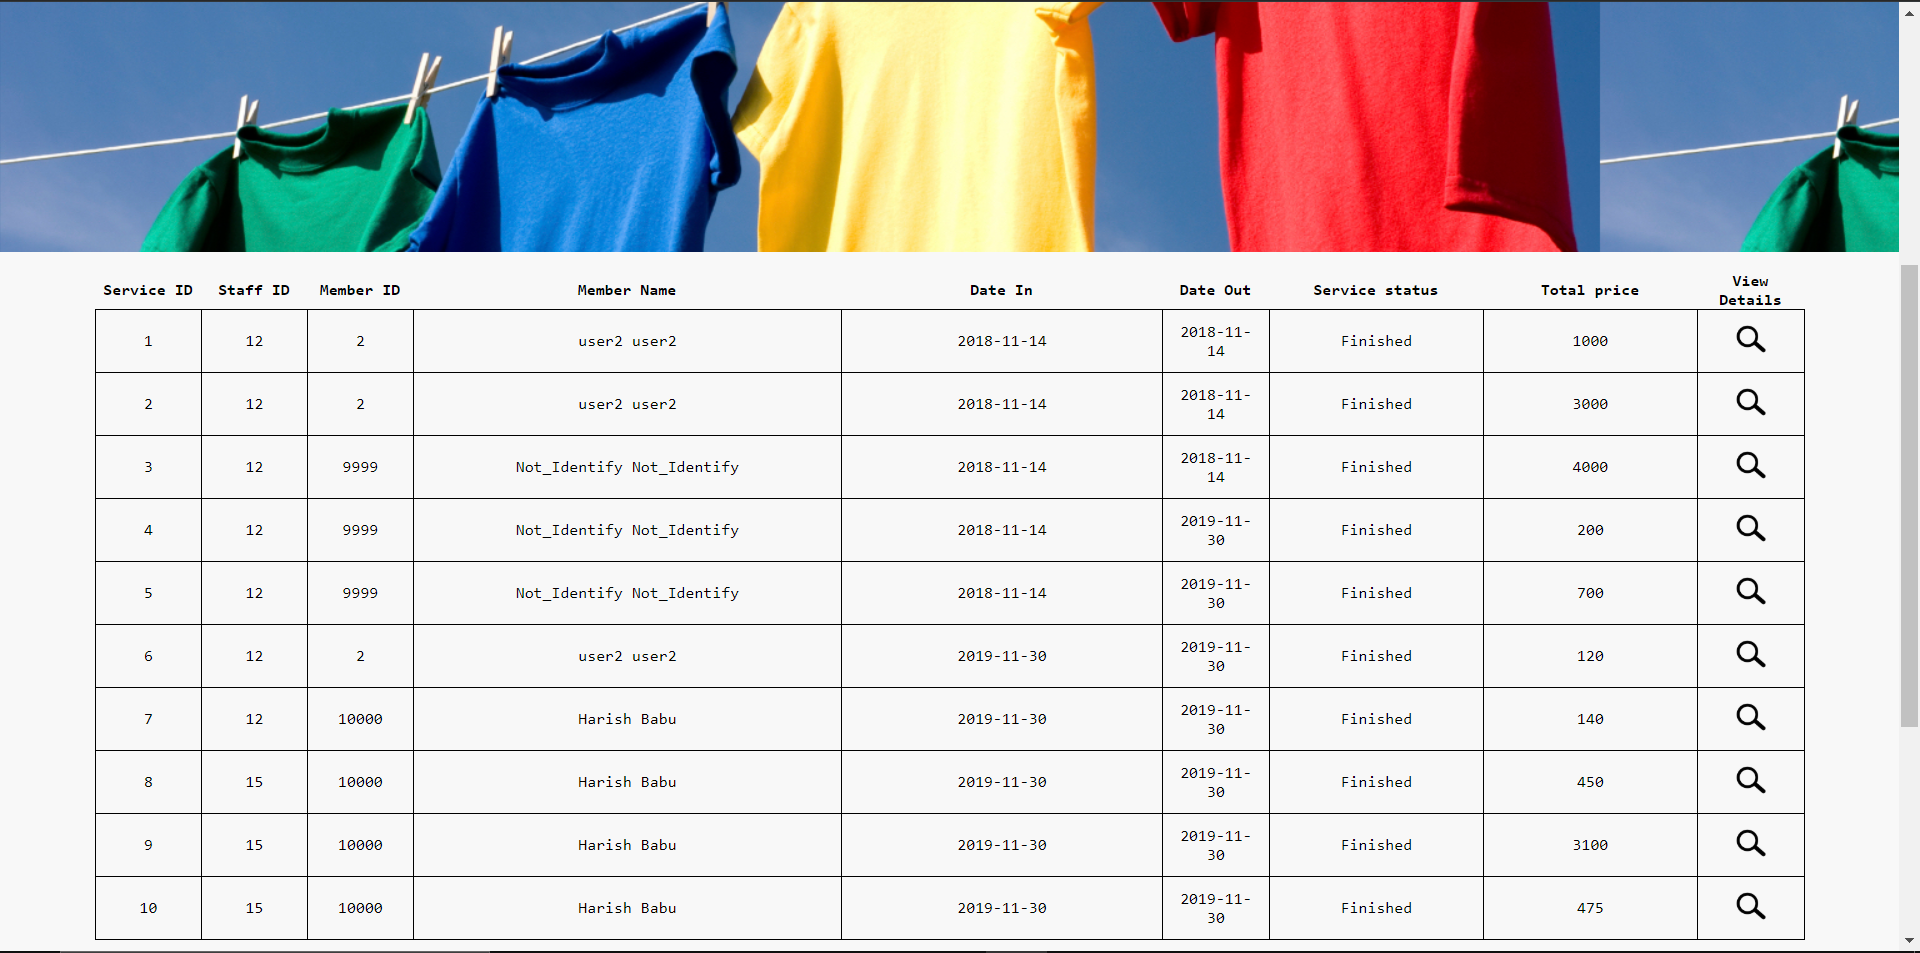 Service ID Staff ID Member ID Member Name Date In Date Out Service status Total price View Details
1 12 2 user2 user2 2018-11-14 2018-11-14 Finished 1000
2 12 2 user2 user2 2018-11-14 2018-11-14 Finished 3000
3 12 9999 Not_Identify Not_Identify 2018-11-14 2018-11-14 Finished 4000
4 12 9999 Not_Identify Not_Identify 2018-11-14 2019-11-30 Finished 200
5 12 9999 Not_Identify Not_Identify 2018-11-14 2019-11-30 Finished 700
6 12 2 user2 user2 2019-11-30 2019-11-30 Finished 120
7 12 10000 Harish Babu 2019-11-30 2019-11-30 Finished 140
8 15 10000 Harish Babu 2019-11-30 2019-11-30 Finished 450
9 15 10000 Harish Babu 2019-11-30 2019-11-30 Finished 3100
10 15 10000 Harish Babu 2019-11-30 2019-11-30 Finished 475